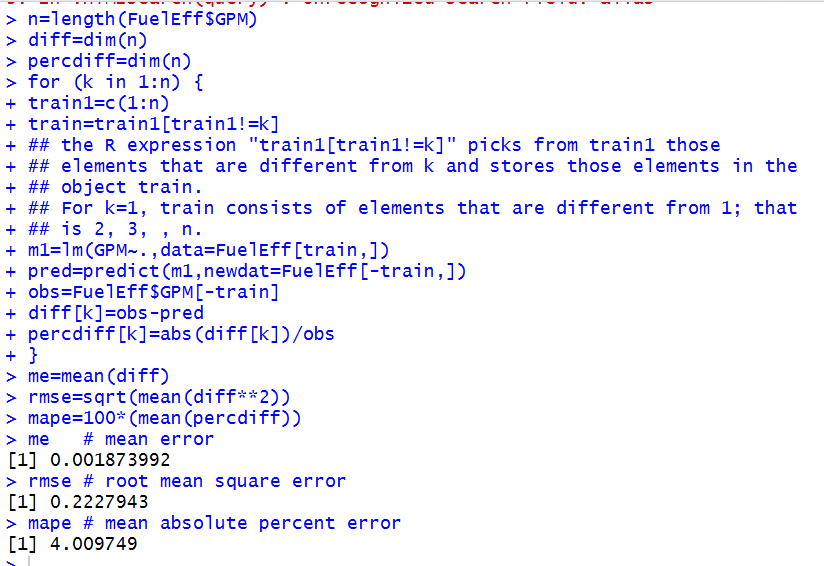 > n=length(FuelEff$GPM)
> diff=dim(n)
> percdiff=dim(n)
> for (k in 1:n) {
+ train1=c(1:n)
+ train=train1[train1!=k]
+ ## the R expression "train1[train1!=k]" picks from train1 those
+ ## elements that are different from k and stores those elements in the
+ ## object train.
+ ## For k=1, train consists of elements that are different from 1; that
+ ## is 2, 3, , n.
+ m1=lm(GPM~.,data=FuelEff[train,])
+ pred=predict(m1,newdat=FuelEff[-train,])
+ obs=FuelEff$GPM[-train]
+ diff[k]=obs-pred
+ percdiff[k]=abs(diff[k])/obs
+ }
> me=mean(diff)
> rmse=sqrt(mean(diff**2))
> mape=100*(mean(percdiff))
> me   # mean error
[1] 0.001873992
> rmse # root mean square error
[1] 0.2227943
> mape # mean absolute percent error
[1] 4.009749
>